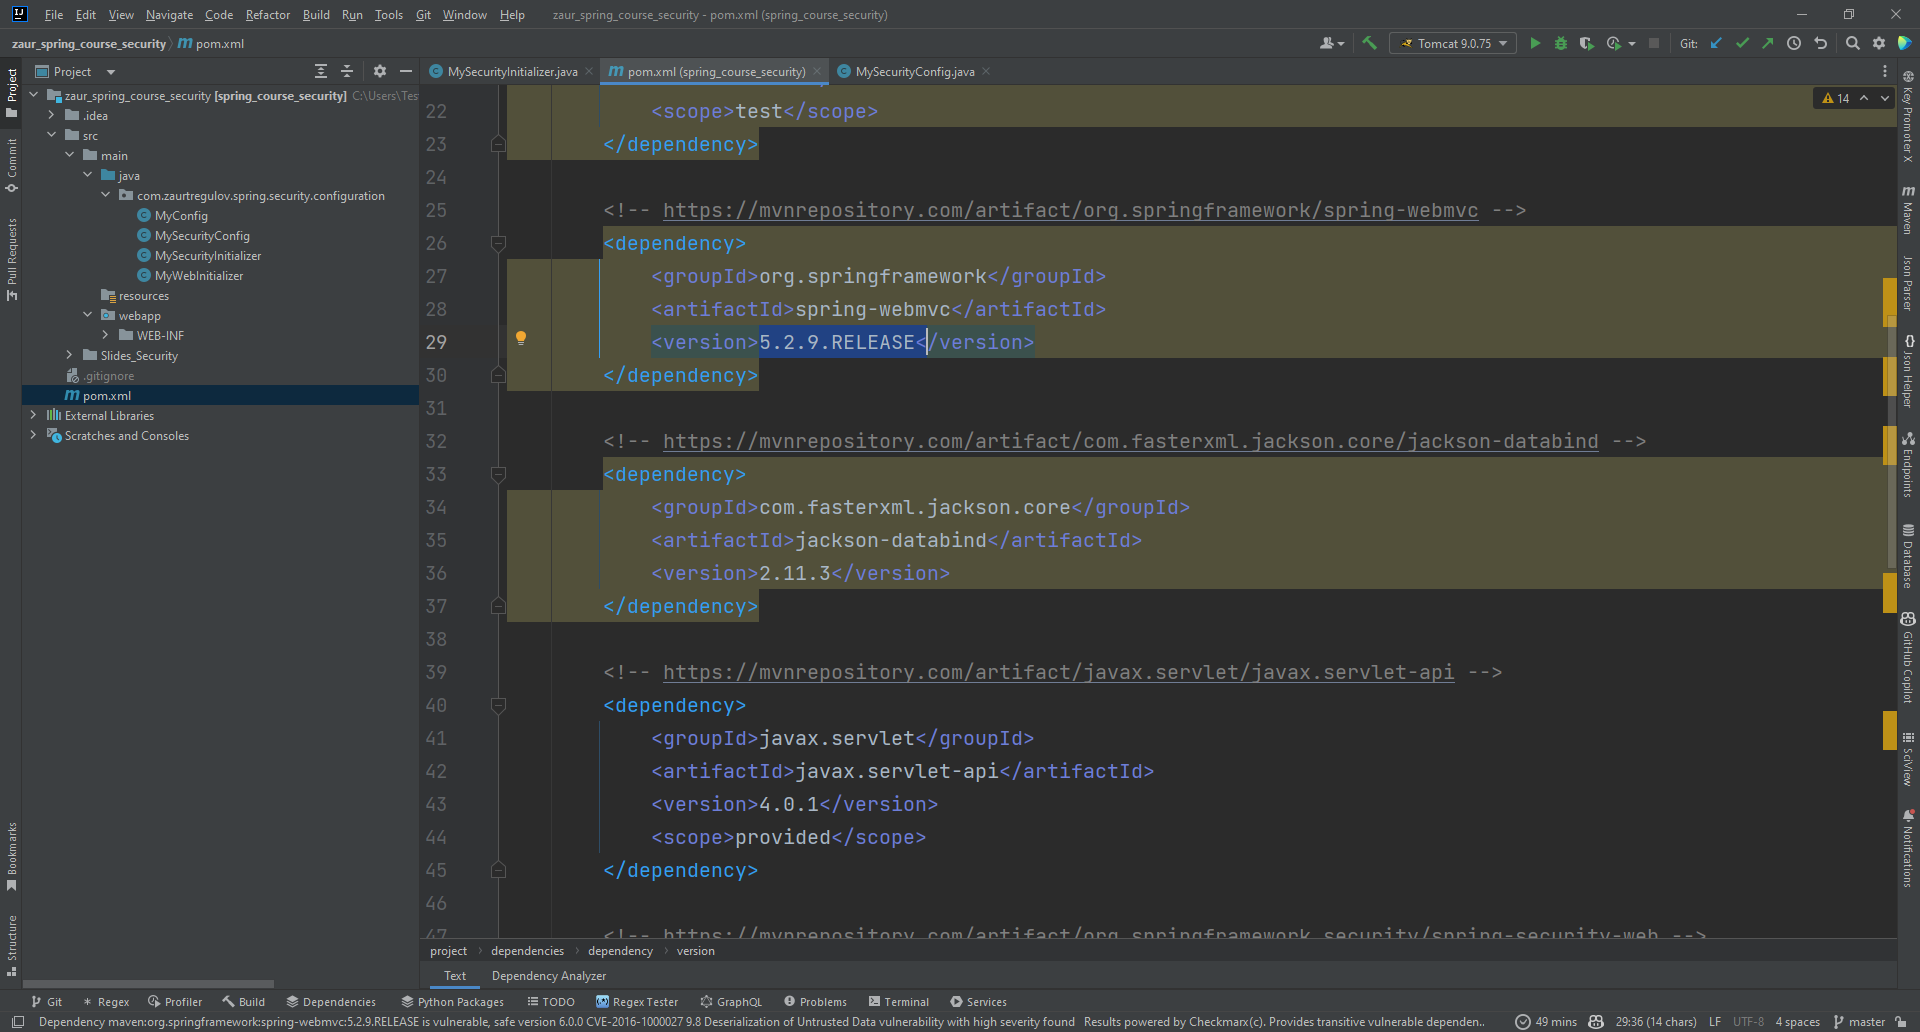 File Edit View Navigate Code Refactor Build Run Tools Git Window Help zaur_spring_course_security - pom.xml (spring_course_security)
zaur_spring_course_security pom.xml
Tomcat 9.0.75 Git:
Project
MySecurityInitializer.java pom.xml (spring_course_security) MySecurityConfig.java
zaur_spring_course_security [spring_course_security] C:\Users\Tes
.idea
src
main
java
com.zaurtregulov.spring.security.configuration
MyConfig
MySecurityConfig
MySecurityInitializer
MyWebInitializer
resources
webapp
WEB-INF
Slides_Security
.gitignore
pom.xml
External Libraries
Scratches and Consoles
14
22 <scope>test</scope>
23 </dependency>
24
25 <!-- https://mvnrepository.com/artifact/org.springframework/spring-webmvc -->
26 <dependency>
27 <groupId>org.springframework</groupId>
28 <artifactId>spring-webmvc</artifactId>
29 <version>5.2.9.RELEASE</version>
30 </dependency>
31
32 <!-- https://mvnrepository.com/artifact/com.fasterxml.jackson.core/jackson-databind -->
33 <dependency>
34 <groupId>com.fasterxml.jackson.core</groupId>
35 <artifactId>jackson-databind</artifactId>
36 <version>2.11.3</version>
37 </dependency>
38
39 <!-- https://mvnrepository.com/artifact/javax.servlet/javax.servlet-api -->
40 <dependency>
41 <groupId>javax.servlet</groupId>
42 <artifactId>javax.servlet-api</artifactId>
43 <version>4.0.1</version>
44 <scope>provided</scope>
45 </dependency>
46
47 <!-- https://mvnrepository.com/artifact/org.springframework.security/spring-security-web -->
project dependencies dependency version
Text Dependency Analyzer
Project
Commit
Pull Requests
Bookmarks
Structure
Key Promoter X
Maven
Json Parser
Json Helper
Endpoints
Database
GitHub Copilot
SciView
Notifications
Git Regex Profiler Build Dependencies Python Packages TODO Regex Tester GraphQL Problems Terminal Services
Dependency maven:org.springframework:spring-webmvc:5.2.9.RELEASE is vulnerable, safe version 6.0.0 CVE-2016-1000027 9.8 Deserialization of Untrusted Data vulnerability with high severity found Results powered by Checkmarx(c). Provides transitive vulnerable dependen.. 49 mins 29:36 (14 chars) LF UTF-8 4 spaces master